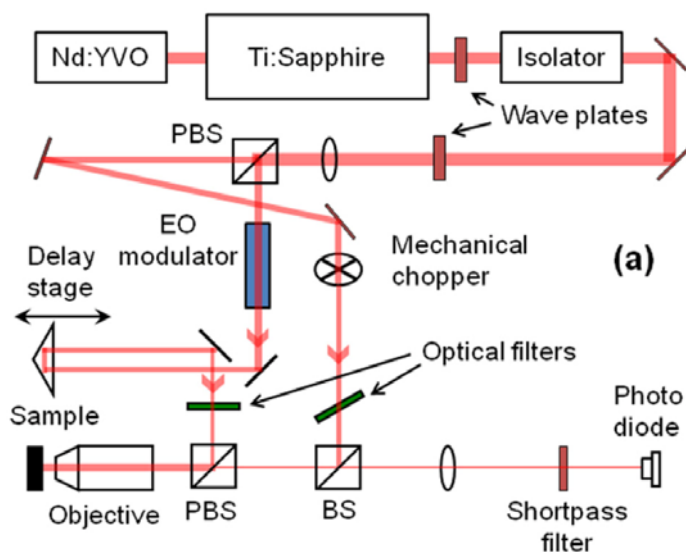 Nd:YVO
Ti:Sapphire
Isolator
Wave plates
PBS
EO
modulator
Mechanical
chopper
(a)
Delay
stage
Optical filters
Sample
Photo
diode
Objective
PBS
BS
Shortpass
filter